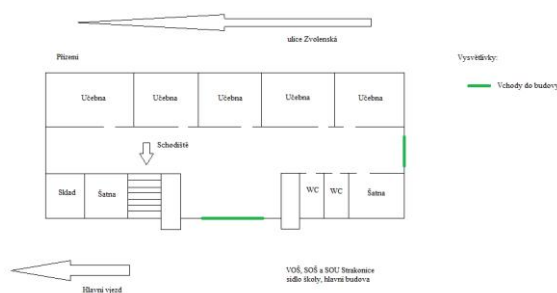 ulice Zvolenská
Přízemí
Vysvětlivky:
Učebna
Učebna
Učebna
Učebna
Učebna
Vchody do budovy
Schodiště
Sklad
Šatna
WC
WC
Šatna
VOŠ, SOŠ a SOU Strakonice
sídlo školy, hlavní budova
Hlavní vjezd